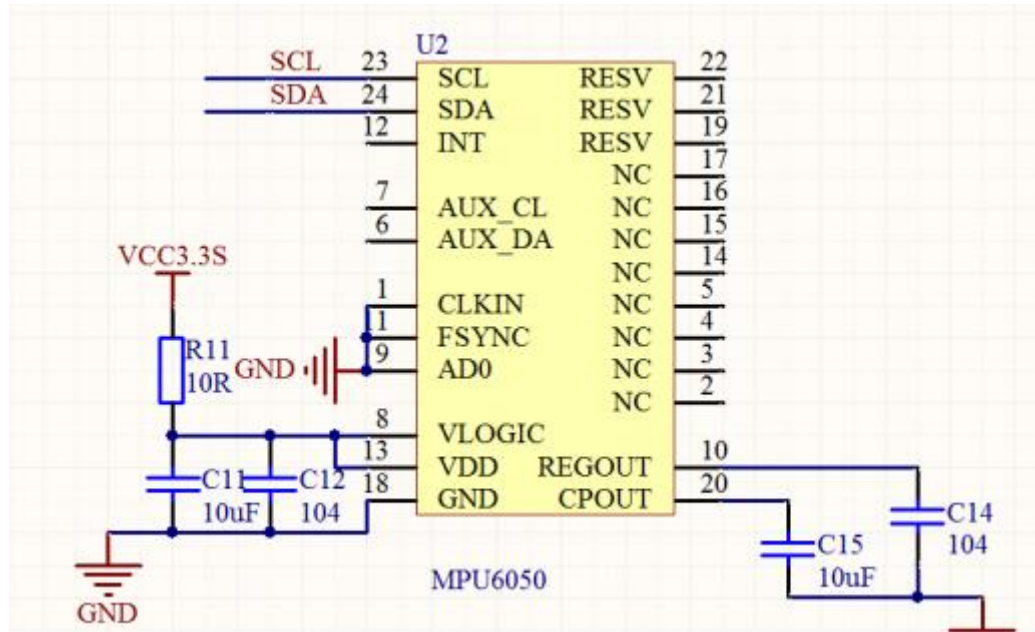 U2
SCL 23 SCL RESV 22
SDA 24 SDA RESV 21
12 INT RESV 19
NC 17
7 AUX_CL NC 16
6 AUX_DA NC 15
NC 14
VCC3.3S
1 CLKIN NC 5
11 FSYNC NC 4
GND 9 AD0 NC 3
NC 2
R11
10R
8 VLOGIC
13 VDD REGOUT 10
18 GND CPOUT 20
C11 C12
10uF 104
C14
104
C15
10uF
MPU6050
GND